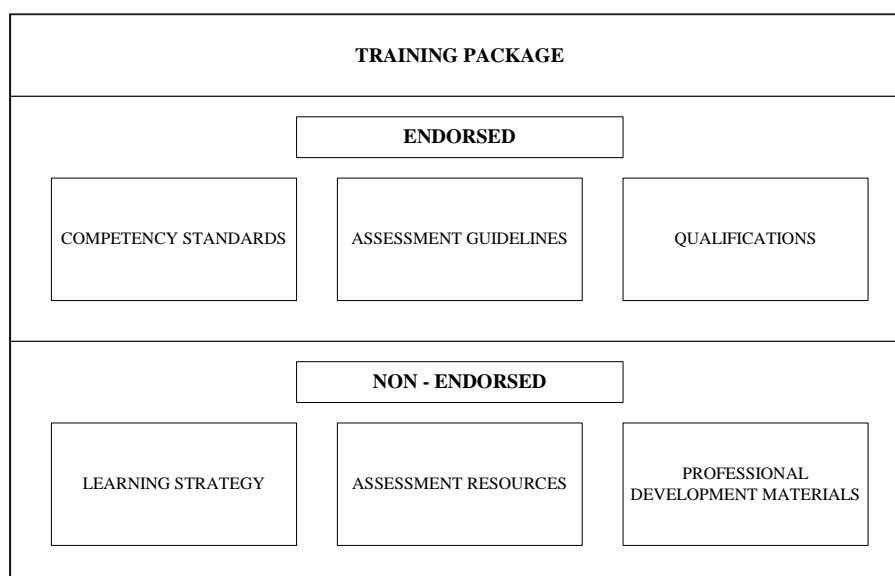 TRAINING PACKAGE
ENDORSED
COMPETENCY STANDARDS
ASSESSMENT GUIDELINES
QUALIFICATIONS
NON - ENDORSED
LEARNING STRATEGY
ASSESSMENT RESOURCES
PROFESSIONAL
DEVELOPMENT MATERIALS